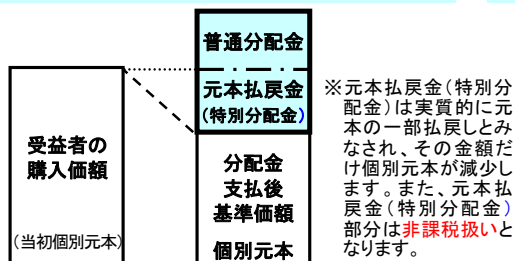 普通分配金
元本払戻金
(特別分配金)
受益者の
購入価額
(当初個別元本)
分配金
支払後
基準価額
個別元本
※元本払戻金(特別分
配金)は実質的に元
本の一部払戻しとみ
なされ、その金額だ
け個別元本が減少し
ます。また、元本払
戻金(特別分配金)
部分は非課税扱いと
なります。